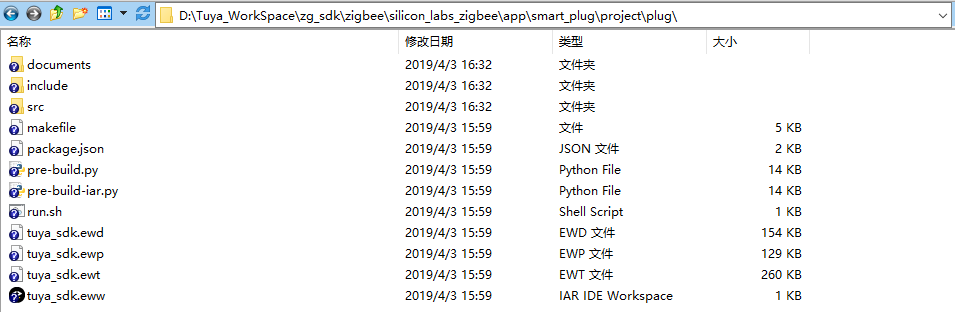 D:\Tuya_WorkSpace\zg_sdk\zigbee\silicon_labs_zigbee\app\smart_plug\project\plug\
名称 修改日期 类型 大小
documents 2019/4/3 16:32 文件夹
include 2019/4/3 16:32 文件夹
src 2019/4/3 16:32 文件夹
makefile 2019/4/3 15:59 文件 5 KB
package.json 2019/4/3 15:59 JSON 文件 2 KB
pre-build.py 2019/4/3 15:59 Python File 14 KB
pre-build-iar.py 2019/4/3 15:59 Python File 14 KB
run.sh 2019/4/3 15:59 Shell Script 1 KB
tuya_sdk.ewd 2019/4/3 15:59 EWD 文件 154 KB
tuya_sdk.ewp 2019/4/3 15:59 EWP 文件 129 KB
tuya_sdk.ewt 2019/4/3 15:59 EWT 文件 260 KB
tuya_sdk.eww 2019/4/3 15:59 IAR IDE Workspace 1 KB